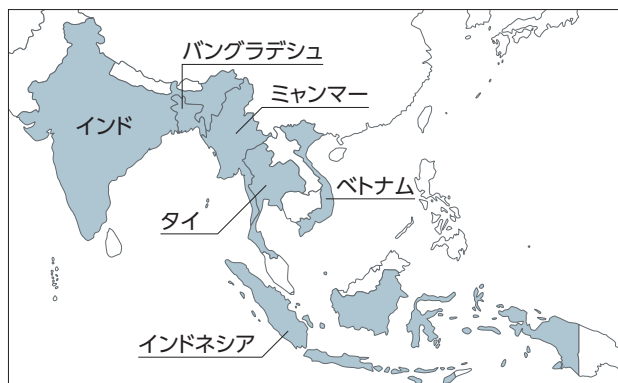 バングラデシュ
ミャンマー
インド
ベトナム
タイ
インドネシア